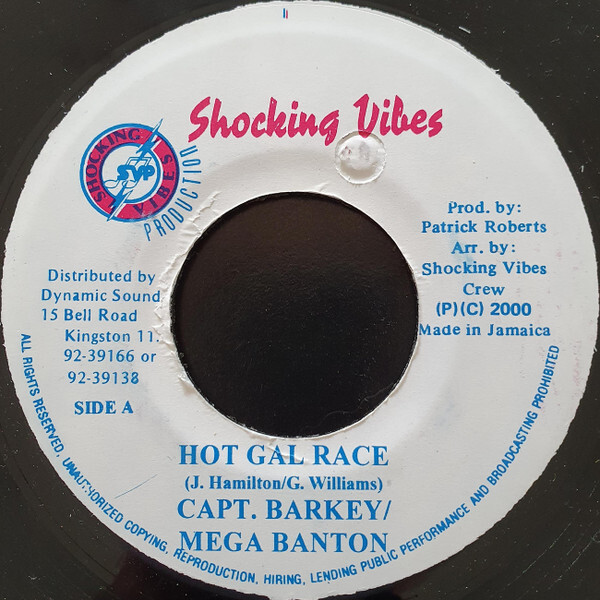 Shocking Vibes
SHOCKING
SVP
VIBES
PRODUCTION
Prod. by:
Patrick Roberts
Arr. by:
Shocking Vibes
Crew
(P)(C) 2000
Made in Jamaica
Distributed by
Dynamic Sound
15 Bell Road
Kingston 11.
92-39166 or
92-39138
SIDE A
HOT GAL RACE
(J. Hamilton/G. Williams)
CAPT. BARKEY/
MEGA BANTON
ALL RIGHTS RESERVED, UNAUTHORIZED COPYING, REPRODUCTION, HIRING, LENDING PUBLIC PERFORMANCE AND BROADCASTING PROHIBITED